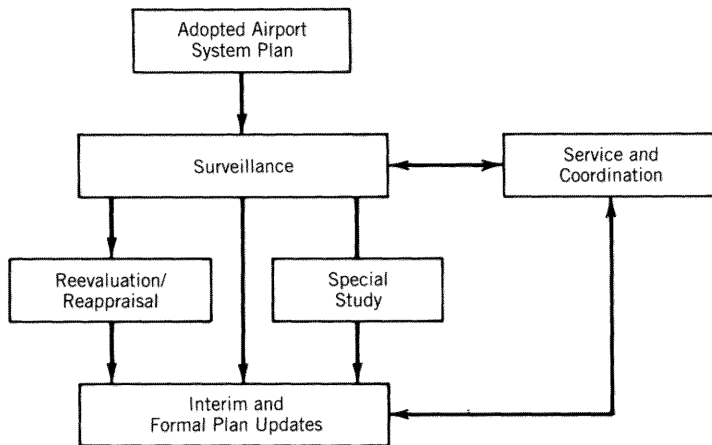 Adopted Airport
System Plan
Surveillance
Service and
Coordination
Reevaluation/
Reappraisal
Special
Study
Interim and
Formal Plan Updates